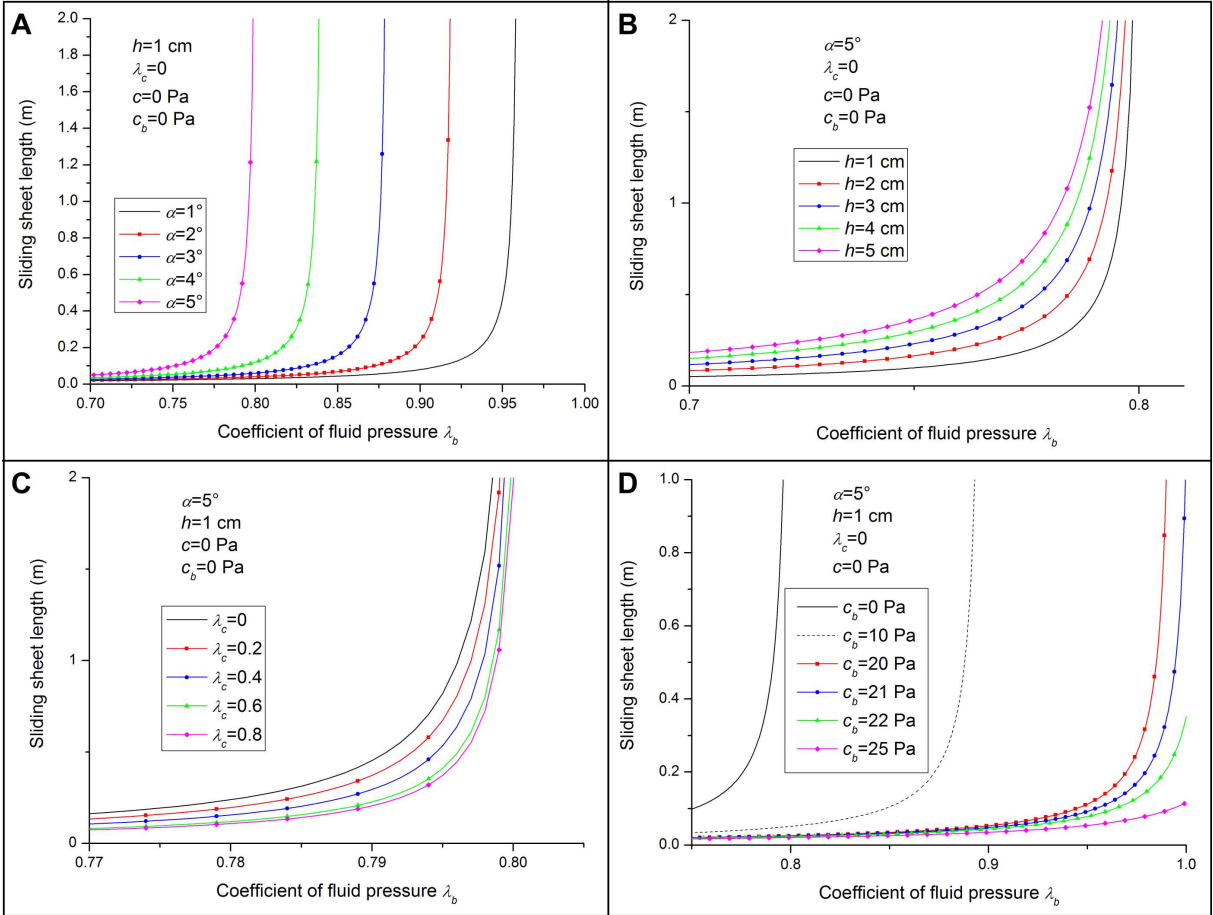 A
h=1 cm
λc=0
c=0 Pa
cb=0 Pa
α=1°
α=2°
α=3°
α=4°
α=5°
Sliding sheet length (m)
2.0
1.8
1.6
1.4
1.2
1.0
0.8
0.6
0.4
0.2
0.0
0.70 0.75 0.80 0.85 0.90 0.95 1.00
Coefficient of fluid pressure λb
B
α=5°
λc=0
c=0 Pa
cb=0 Pa
h=1 cm
h=2 cm
h=3 cm
h=4 cm
h=5 cm
Sliding sheet length (m)
2
1
0
0.7 0.8
Coefficient of fluid pressure λb
C
α=5°
h=1 cm
c=0 Pa
cb=0 Pa
λc=0
λc=0.2
λc=0.4
λc=0.6
λc=0.8
Sliding sheet length (m)
2
1
0
0.77 0.78 0.79 0.80
Coefficient of fluid pressure λb
D
α=5°
h=1 cm
λc=0
c=0 Pa
cb=0 Pa
cb=10 Pa
cb=20 Pa
cb=21 Pa
cb=22 Pa
cb=25 Pa
Sliding sheet length (m)
1.0
0.8
0.6
0.4
0.2
0.0
0.8 0.9 1.0
Coefficient of fluid pressure λb